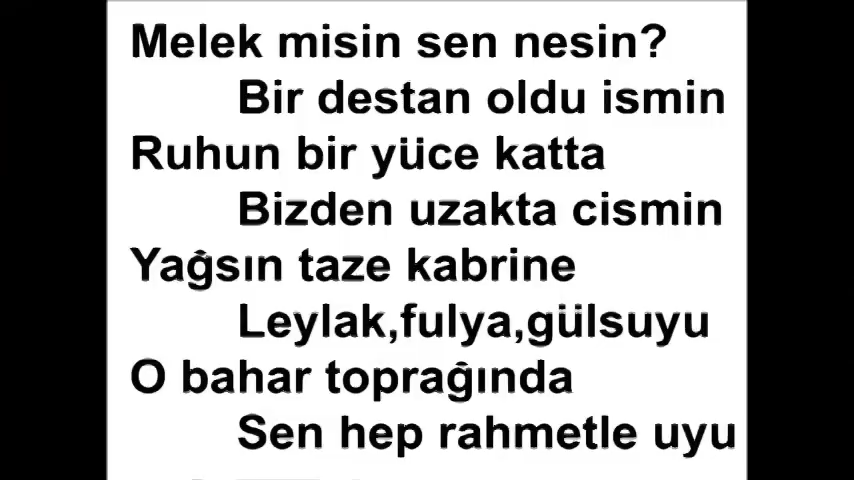 Melek misin sen nesin?
Bir destan oldu ismin
Ruhun bir yüce katta
Bizden uzakta cismin
Yağsın taze kabrine
Leylak,fulya,gülsuyu
O bahar toprağında
Sen hep rahmetle uyu